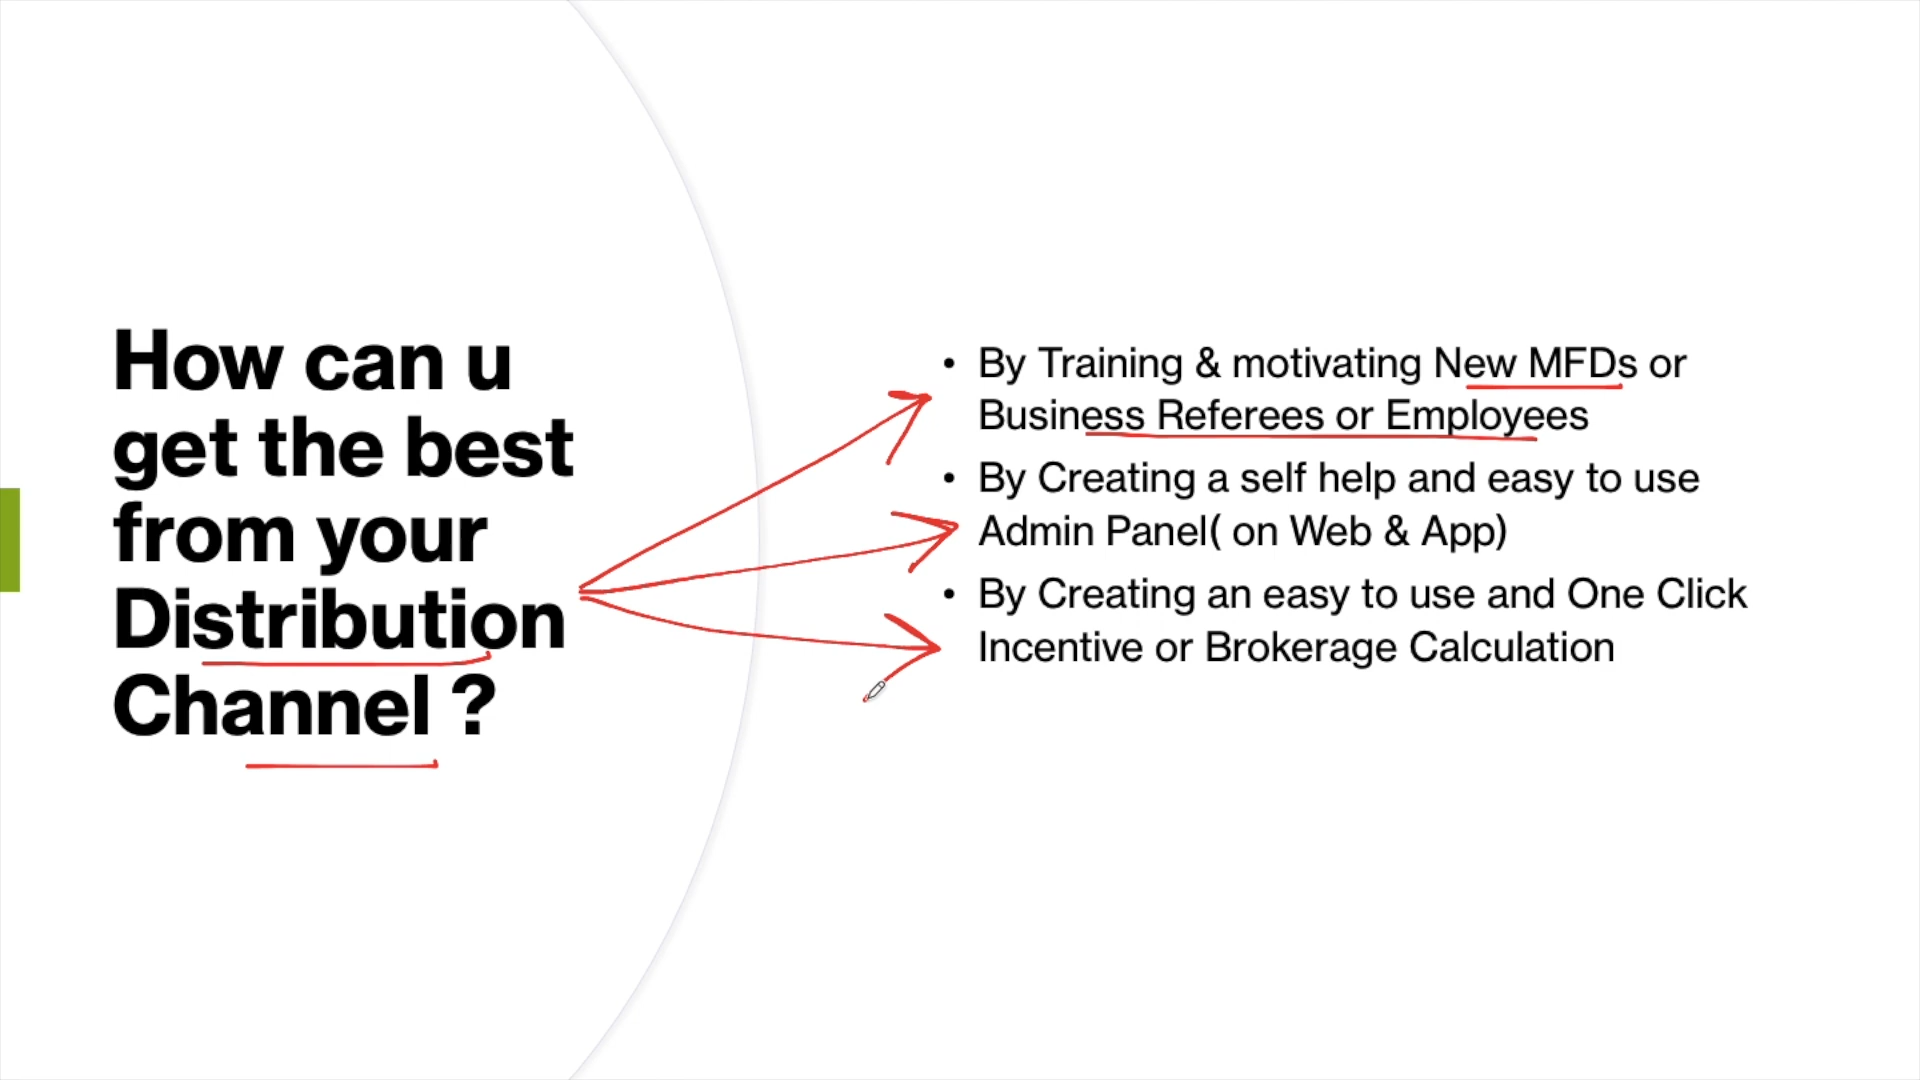 How can u
get the best
from your
Distribution
Channel ?
• By Training & motivating New MFDs or
Business Referees or Employees
• By Creating a self help and easy to use
Admin Panel( on Web & App)
• By Creating an easy to use and One Click
Incentive or Brokerage Calculation